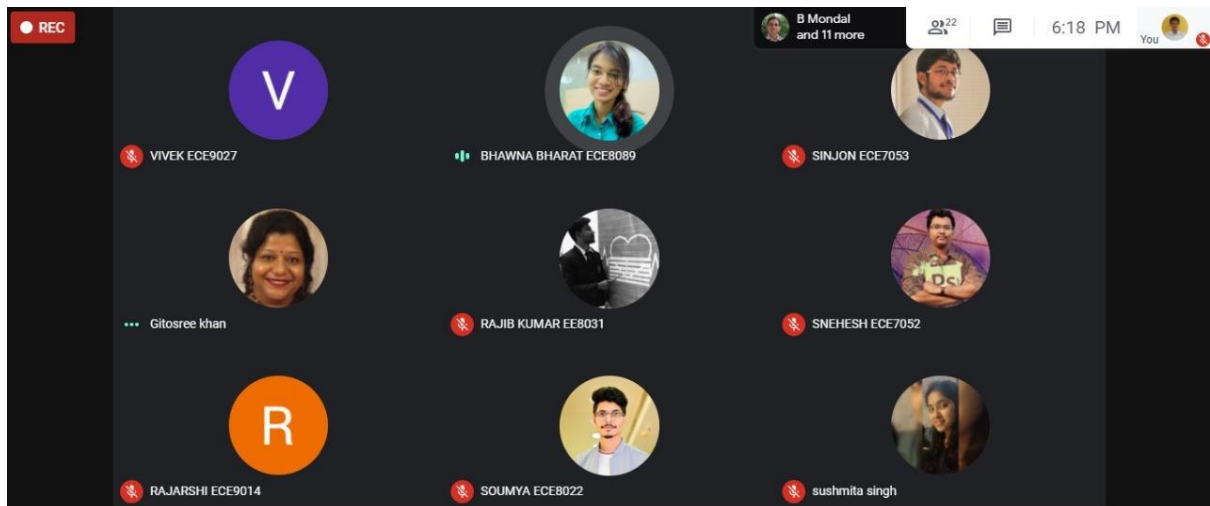 REC
B Mondal
and 11 more
22
6:18 PM
You
V
VIVEK ECE9027
BHAWNA BHARAT ECE8089
SINJON ECE7053
Gitosree khan
RAJIB KUMAR EE8031
SNEHESH ECE7052
R
RAJARSHI ECE9014
SOUMYA ECE8022
sushmita singh